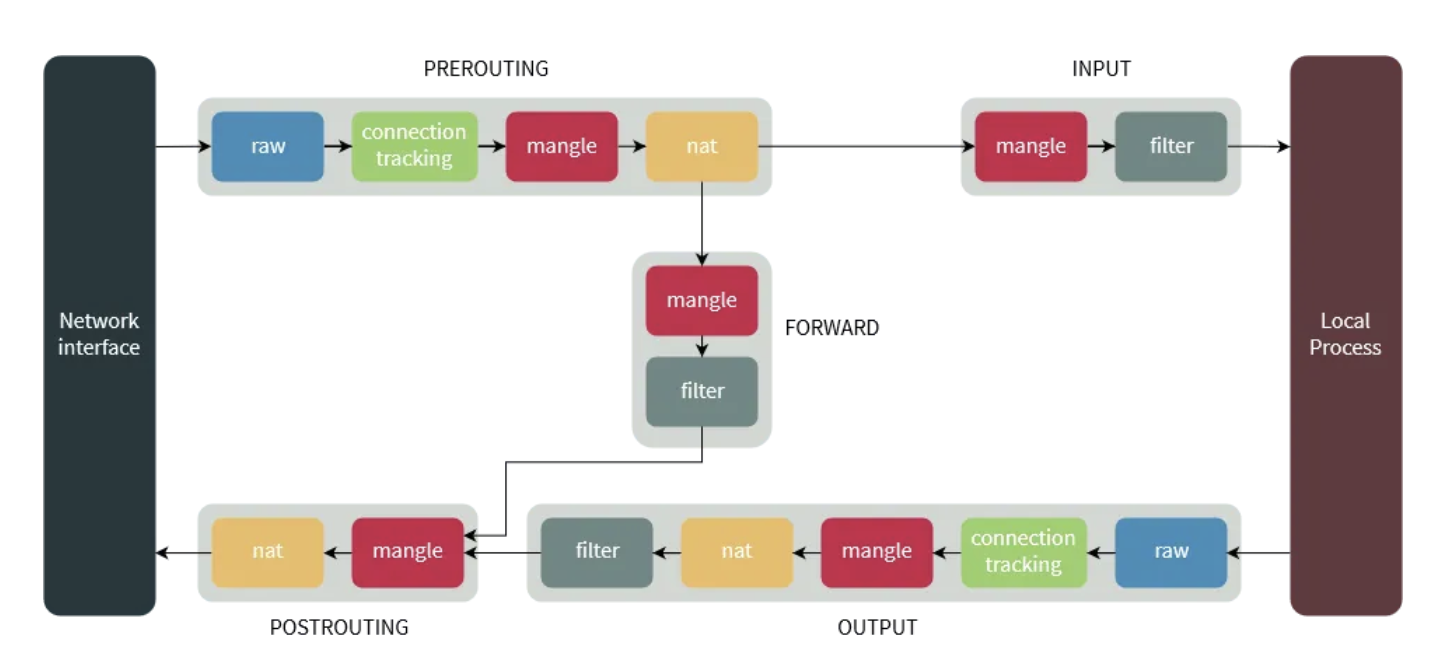 PREROUTING
INPUT
raw
connection
tracking
mangle
nat
mangle
filter
Network
interface
mangle
filter
FORWARD
Local
Process
nat
mangle
filter
nat
mangle
connection
tracking
raw
POSTROUTING
OUTPUT